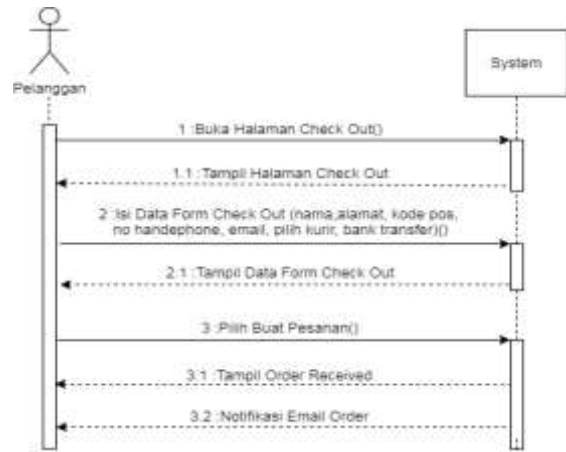 Pelanggan
System
1 :Buka Halaman Check Out()
1.1 :Tampil Halaman Check Out
2 :Isi Data Form Check Out (nama,alamat, kode pos,
no handephone, email, pilih kurir, bank transfer)()
2.1 :Tampil Data Form Check Out
3 :Pilih Buat Pesanan()
3.1 :Tampil Order Received
3.2 :Notifikasi Email Order